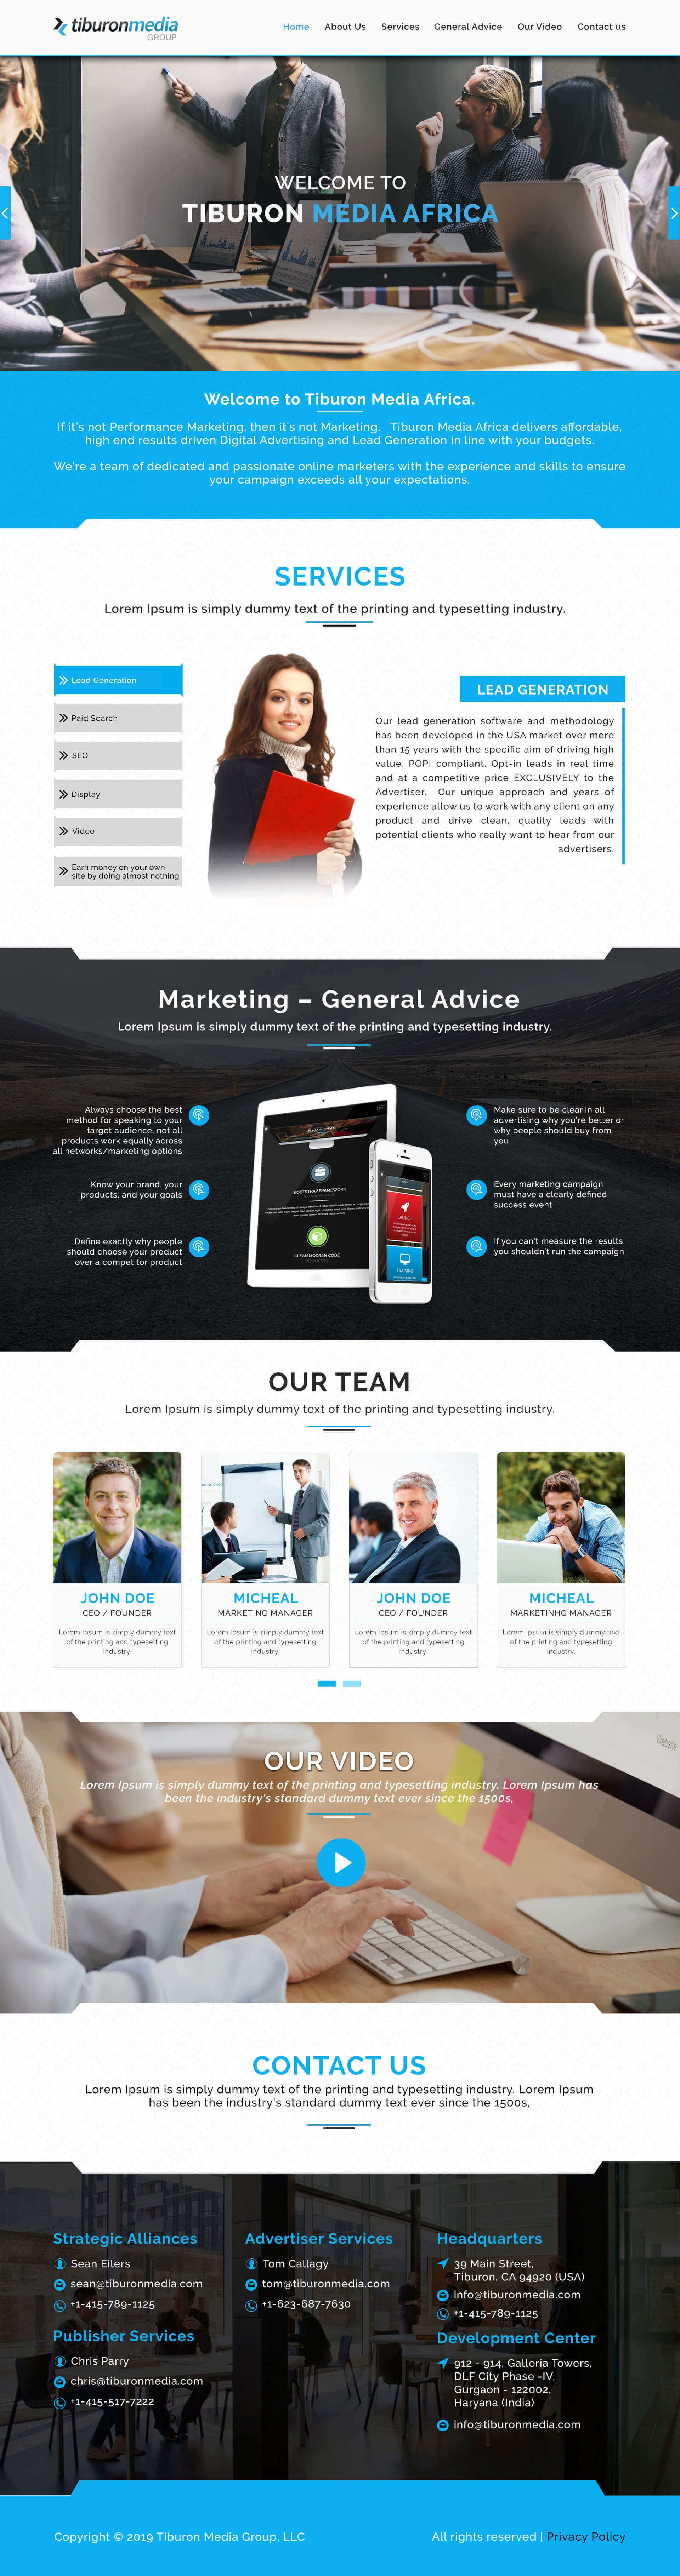 tiburonmedia
GROUP
Home About Us Services General Advice Our Video Contact us
WELCOME TO
TIBURON MEDIA AFRICA
Welcome to Tiburon Media Africa.
If it's not Performance Marketing, then it's not Marketing. Tiburon Media Africa delivers affordable,
high end results driven Digital Advertising and Lead Generation in line with your budgets.
We're a team of dedicated and passionate online marketers with the experience and skills to ensure
your campaign exceeds all your expectations.
SERVICES
Lorem Ipsum is simply dummy text of the printing and typesetting industry.
Lead Generation
Paid Search
SEO
Display
Video
Earn money on your own
site by doing almost nothing
LEAD GENERATION
Our lead generation software and methodology
has been developed in the USA market over more
than 15 years with the specific aim of driving high
value, POPI compliant, Opt-in leads in real time
and at a competitive price EXCLUSIVELY to the
Advertiser. Our unique approach and years of
experience allow us to work with any client on any
product and drive clean, quality leads with
potential clients who really want to hear from our
advertisers.
Marketing – General Advice
Lorem Ipsum is simply dummy text of the printing and typesetting industry.
Always choose the best
method for speaking to your
target audience, not all
products work equally across
all networks/marketing options
Know your brand, your
products, and your goals
Define exactly why people
should choose your product
over a competitor product
BOOTSTRAP FRAMEWORK
CLEAN MODREN CODE
LAUNCH
TRAINING
Make sure to be clear in all
advertising why you're better or
why people should buy from
you
Every marketing campaign
must have a clearly defined
success event
If you can't measure the results
you shouldn't run the campaign
OUR TEAM
Lorem Ipsum is simply dummy text of the printing and typesetting industry.
JOHN DOE
CEO / FOUNDER
Lorem Ipsum is simply dummy text
of the printing and typesetting
industry.
MICHEAL
MARKETING MANAGER
Lorem Ipsum is simply dummy text
of the printing and typesetting
industry.
JOHN DOE
CEO / FOUNDER
Lorem Ipsum is simply dummy text
of the printing and typesetting
industry.
MICHEAL
MARKETINHG MANAGER
Lorem Ipsum is simply dummy text
of the printing and typesetting
industry.
Website
OUR VIDEO
Lorem Ipsum is simply dummy text of the printing and typesetting industry. Lorem Ipsum has
been the industry's standard dummy text ever since the 1500s,
CONTACT US
Lorem Ipsum is simply dummy text of the printing and typesetting industry. Lorem Ipsum
has been the industry's standard dummy text ever since the 1500s,
Strategic Alliances
Sean Eilers
sean@tiburonmedia.com
+1-415-789-1125
Publisher Services
Chris Parry
chris@tiburonmedia.com
+1-415-517-7222
Advertiser Services
Tom Callagy
tom@tiburonmedia.com
+1-623-687-7630
Headquarters
39 Main Street,
Tiburon, CA 94920 (USA)
info@tiburonmedia.com
+1-415-789-1125
Development Center
912 - 914, Galleria Towers,
DLF City Phase -IV,
Gurgaon - 122002,
Haryana (India)
info@tiburonmedia.com
Copyright © 2019 Tiburon Media Group, LLC
All rights reserved | Privacy Policy